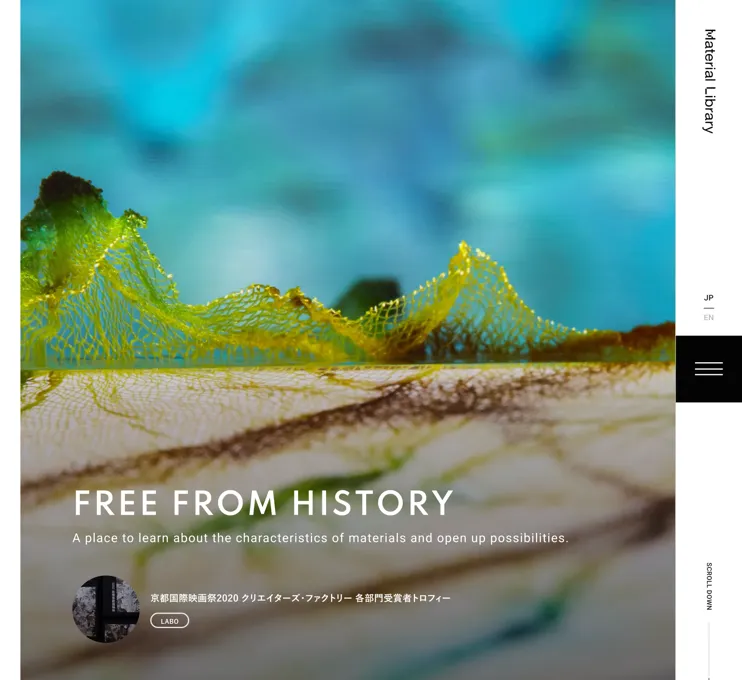 Material Library
JP
EN
FREE FROM HISTORY
A place to learn about the characteristics of materials and open up possibilities.
京都国際映画祭2020 クリエイターズ・ファクトリー 各部門受賞者トロフィー
LABO
SCROLL DOWN